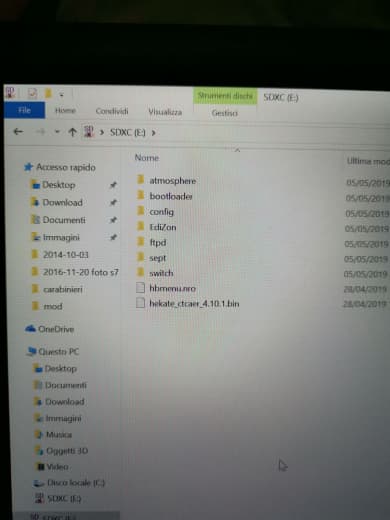 Strumenti dischi SDXC (E:)
File Home Condividi Visualizza Gestisci
SDXC (E:)
Nome Ultima mod
Accesso rapido
Desktop
Download
Documenti
Immagini
2014-10-03
2016-11-20 foto s7
carabinieri
mod
OneDrive
Questo PC
Desktop
Documenti
Download
Immagini
Musica
Oggetti 3D
Video
Disco locale (C:)
SDXC (E:)
SDXC (E:)
atmosphere 05/05/2019
bootloader 05/05/2019
config 05/05/2019
EdiZon 05/05/2019
ftpd 05/05/2019
sept 05/05/2019
switch 05/05/2019
hbmenu.nro 28/04/2019
hekate_ctcaer_4.10.1.bin 28/04/2019